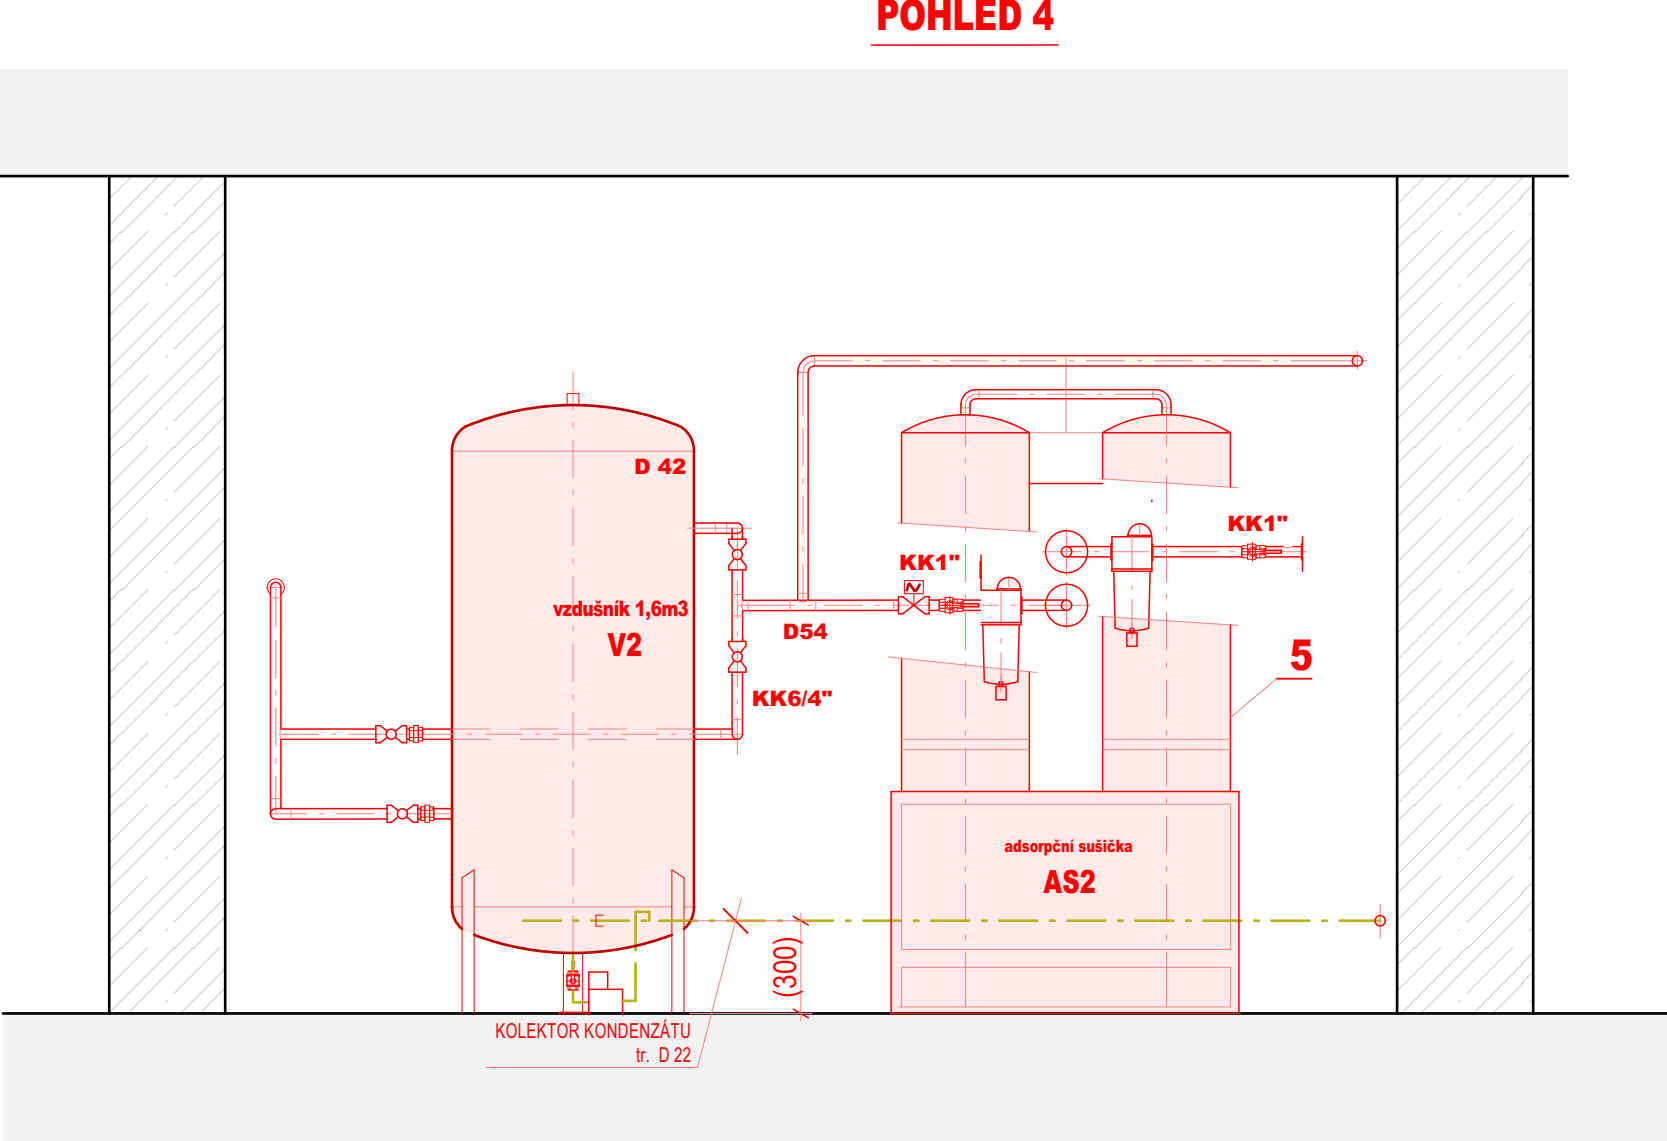 POHLED 4
D 42
KK1"
KK1"
vzdušník 1,6m3
V2
D54
5
KK6/4"
adsorpční sušička
AS2
E
(300)
KOLEKTOR KONDENZÁTU
tr. D 22